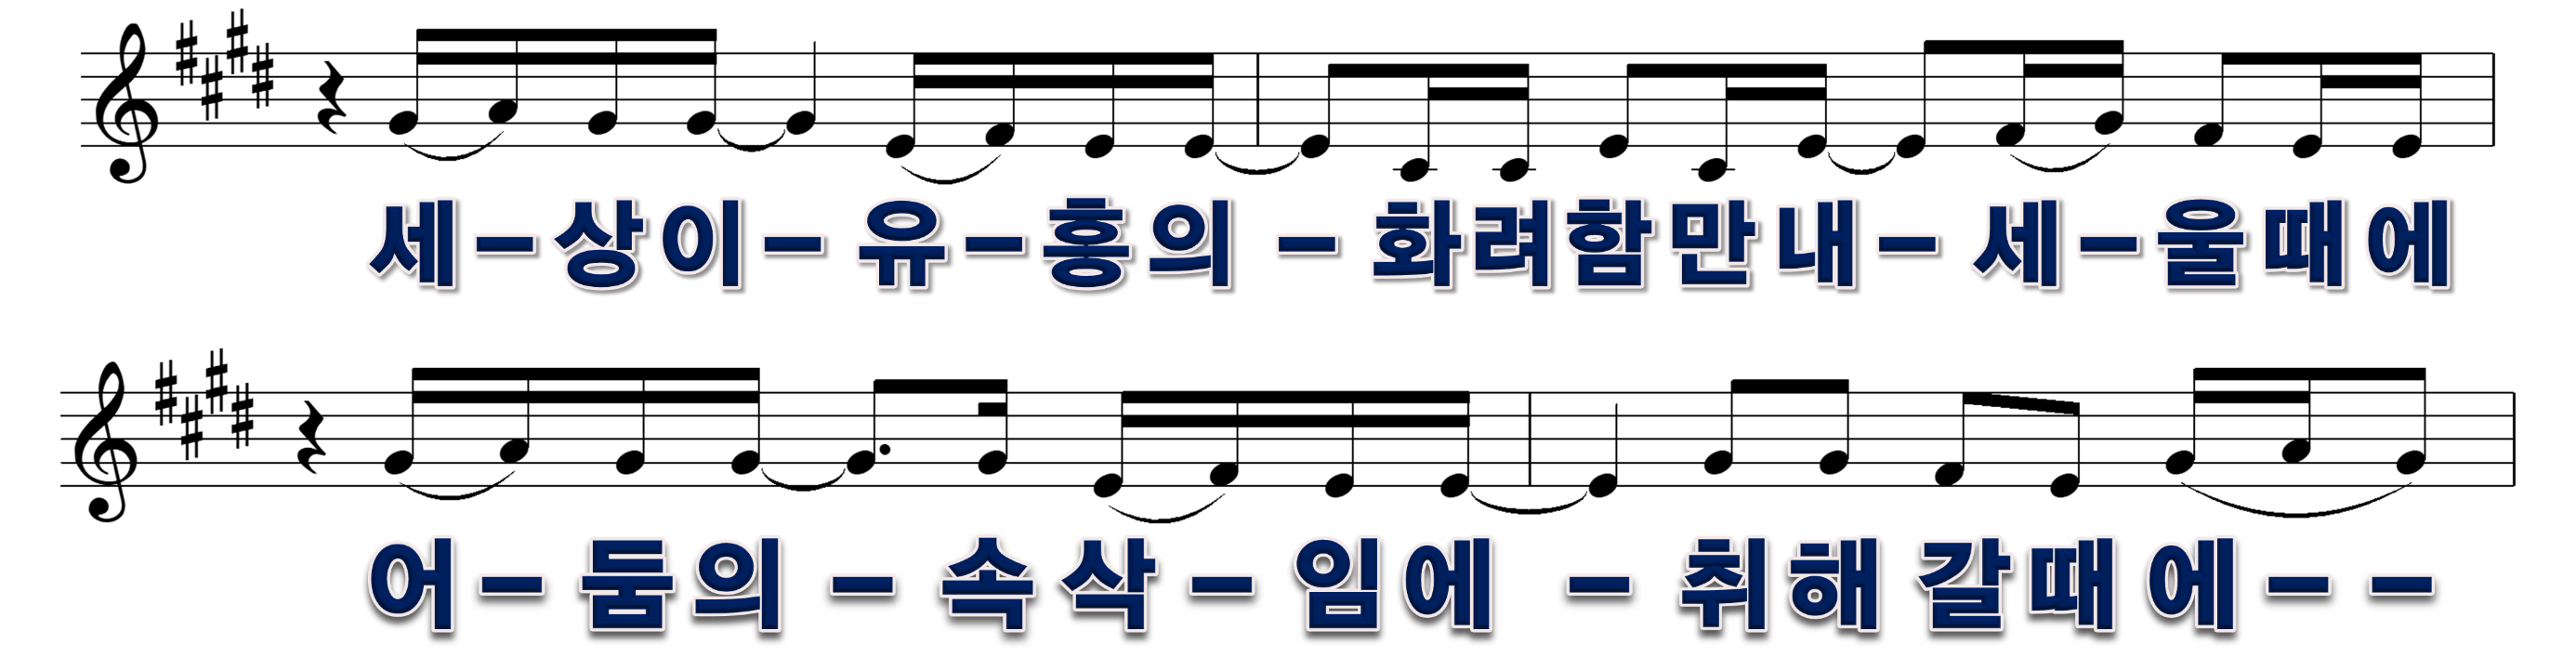 세-상이- 유-흥의 - 화려함만내- 세-울때에
어-둠의 - 속삭-임에 - 취해 갈때 에--